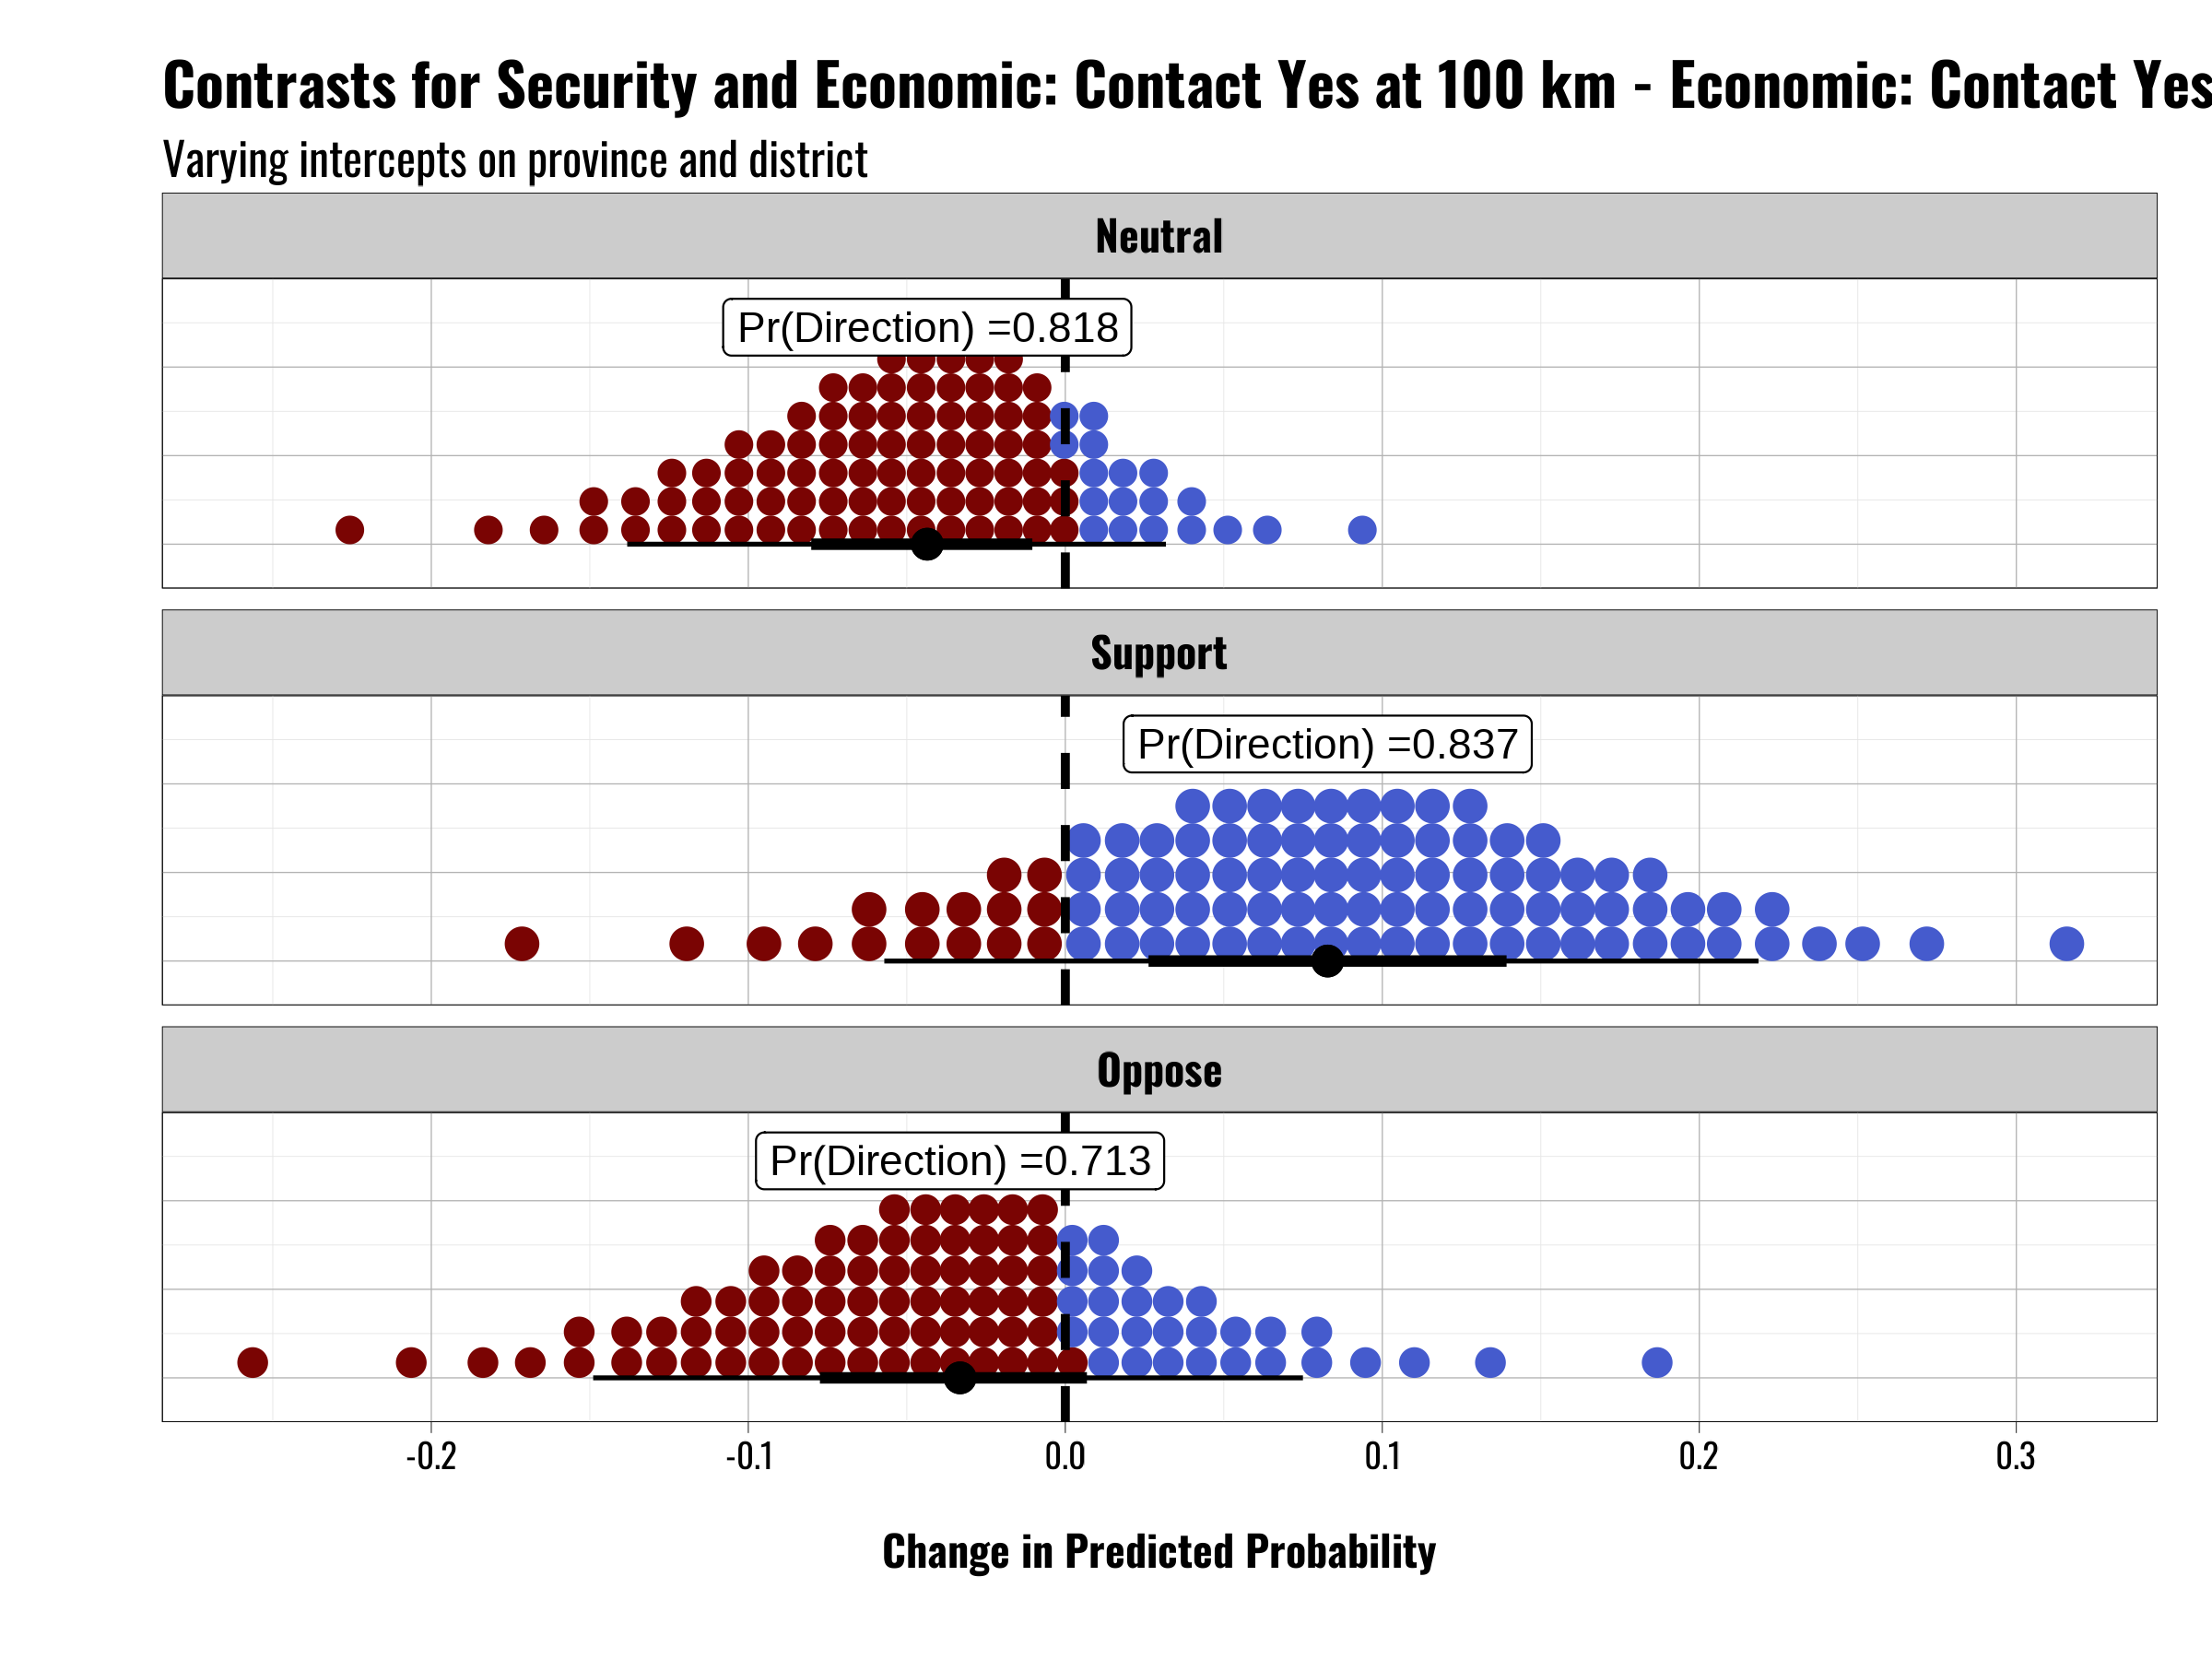 Contrasts for Security and Economic: Contact Yes at 100 km - Economic: Contact Yes
Varying intercepts on province and district
Neutral
Pr(Direction) =0.818
Support
Pr(Direction) =0.837
Oppose
Pr(Direction) =0.713
-0.2 -0.1 0.0 0.1 0.2 0.3
Change in Predicted Probability